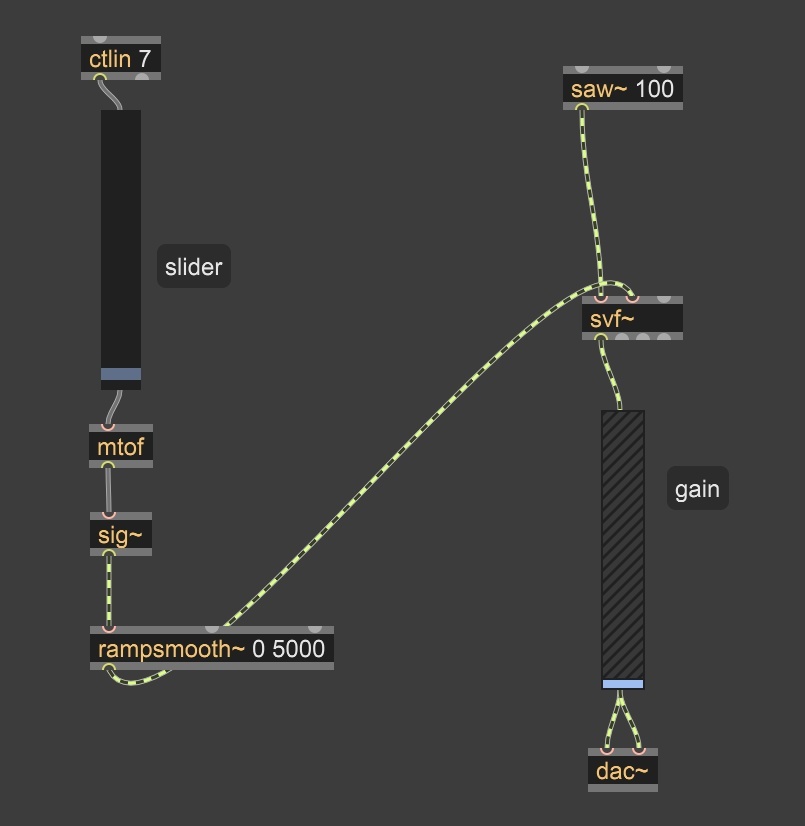 ctlin 7
slider
mtof
sig~
rampsmooth~ 0 5000
saw~ 100
svf~
gain
dac~